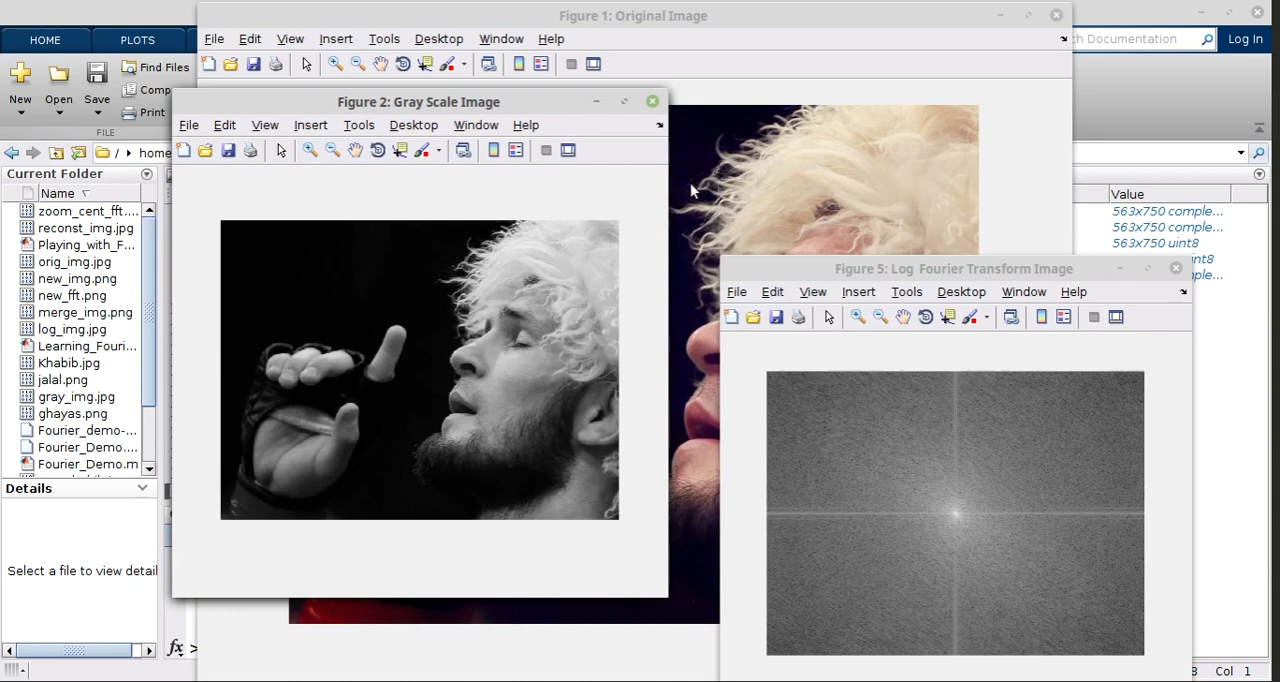 Figure 1: Original Image
HOME PLOTS
File Edit View Insert Tools Desktop Window Help
ch Documentation
Log In
New Open Save
Find Files
Comp
Print
FILE
Figure 2: Gray Scale Image
File Edit View Insert Tools Desktop Window Help
/ home
Current Folder
Name
zoom_cent_fft....
reconst_img.jpg
Playing_with_F...
orig_img.jpg
new_img.png
new_fft.png
merge_img.png
log_img.jpg
Learning_Fouri...
Khabib.jpg
jalal.png
gray_img.jpg
ghayas.png
Fourier_demo-...
Fourier_Demo....
Fourier_Demo.m
Details
Select a file to view detail
fx >
Value
563x750 comple...
563x750 comple...
563x750 uint8
uint8
ple...
Figure 5: Log Fourier Transform Image
File Edit View Insert Tools Desktop Window Help
Col 1